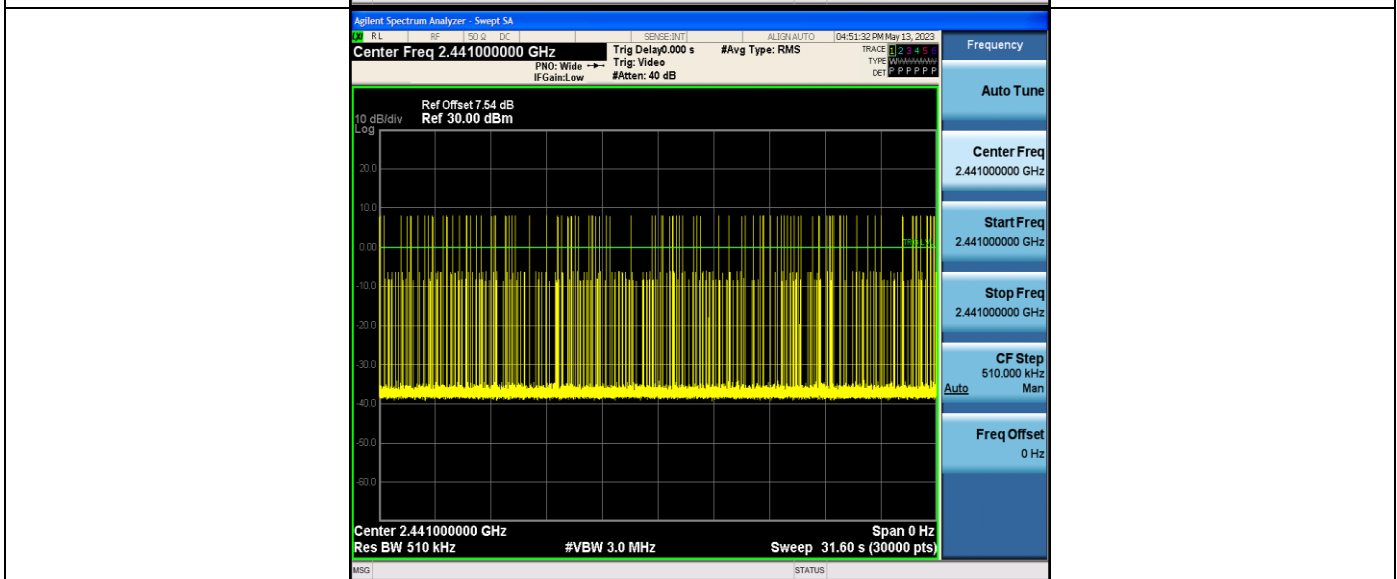 Agilent Spectrum Analyzer - Swept SA
RL RF 50 Ω DC SENSE:INT ALIGNAUTO 04:51:32 PM May 13, 2023
Center Freq 2.441000000 GHz
Trig Delay0.000 s #Avg Type: RMS TRACE 1 2 3 4 5 6
PNO: Wide Trig: Video TYPE
IFGain:Low #Atten: 40 dB DET P P P P P P
Frequency
Auto Tune
Center Freq
2.441000000 GHz
Start Freq
2.441000000 GHz
Stop Freq
2.441000000 GHz
CF Step
510.000 kHz
Auto Man
Freq Offset
0 Hz
Ref Offset 7.54 dB
10 dB/div Ref 30.00 dBm
Log
20.0
10.0
0.00
-10.0
-20.0
-30.0
-40.0
-50.0
-60.0
Center 2.441000000 GHz Span 0 Hz
Res BW 510 kHz #VBW 3.0 MHz Sweep 31.60 s (30000 pts)
MSG STATUS